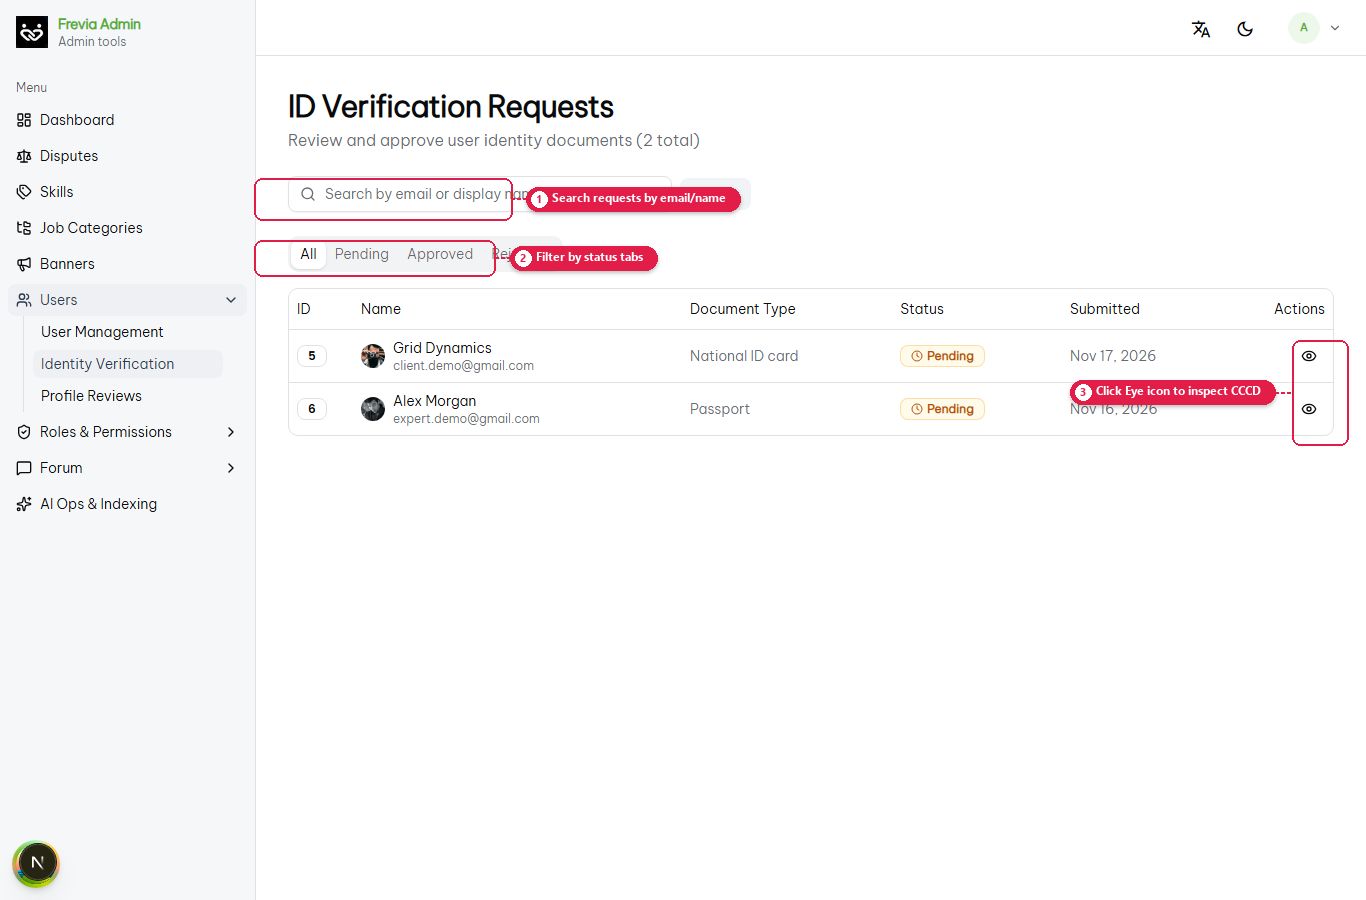 Frevia Admin
Admin tools
A
Menu
Dashboard
Disputes
Skills
Job Categories
Banners
Users
User Management
Identity Verification
Profile Reviews
Roles & Permissions
Forum
AI Ops & Indexing
N
ID Verification Requests
Review and approve user identity documents (2 total)
Search by email or display
1 Search requests by email/name
All Pending Approved
2 Filter by status tabs
ID Name Document Type Status Submitted Actions
5 Grid Dynamics National ID card Pending Nov 17, 2026
client.demo@gmail.com
3 Click Eye icon to inspect CCCD
6 Alex Morgan Passport Pending Nov 16, 2026
expert.demo@gmail.com